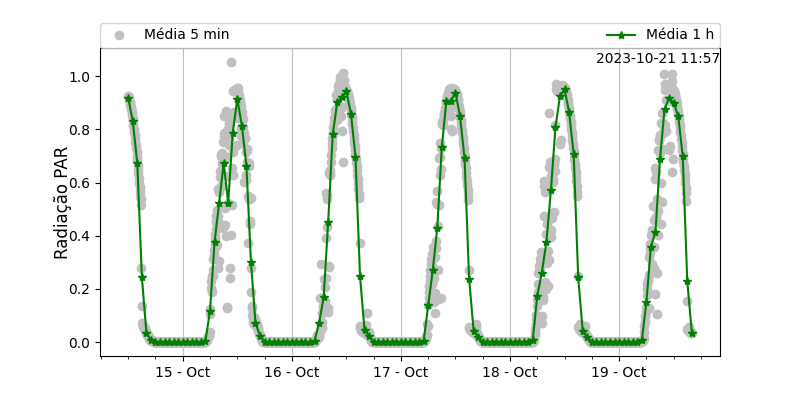 Média 5 min
Média 1 h
2023-10-21 11:57
Radiação PAR
1.0
0.8
0.6
0.4
0.2
0.0
15 - Oct
16 - Oct
17 - Oct
18 - Oct
19 - Oct